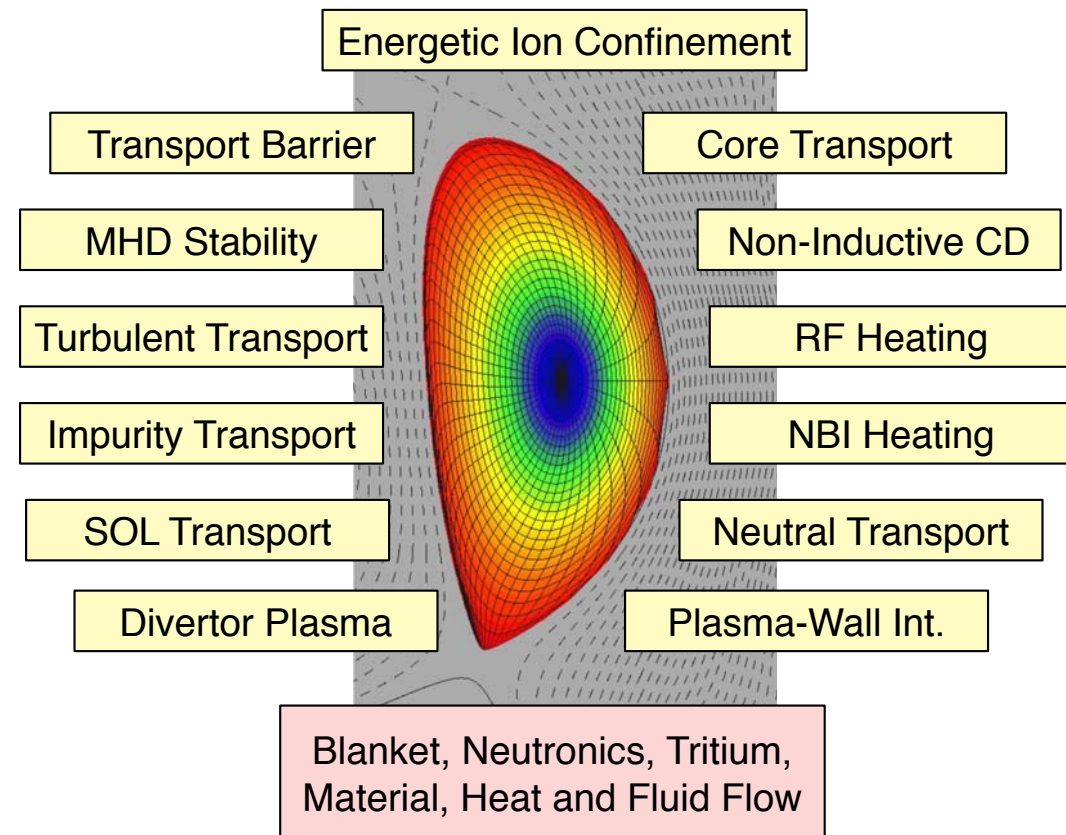 Energetic Ion Confinement
Transport Barrier
Core Transport
MHD Stability
Non-Inductive CD
Turbulent Transport
RF Heating
Impurity Transport
NBI Heating
SOL Transport
Neutral Transport
Divertor Plasma
Plasma-Wall Int.
Blanket, Neutronics, Tritium,
Material, Heat and Fluid Flow